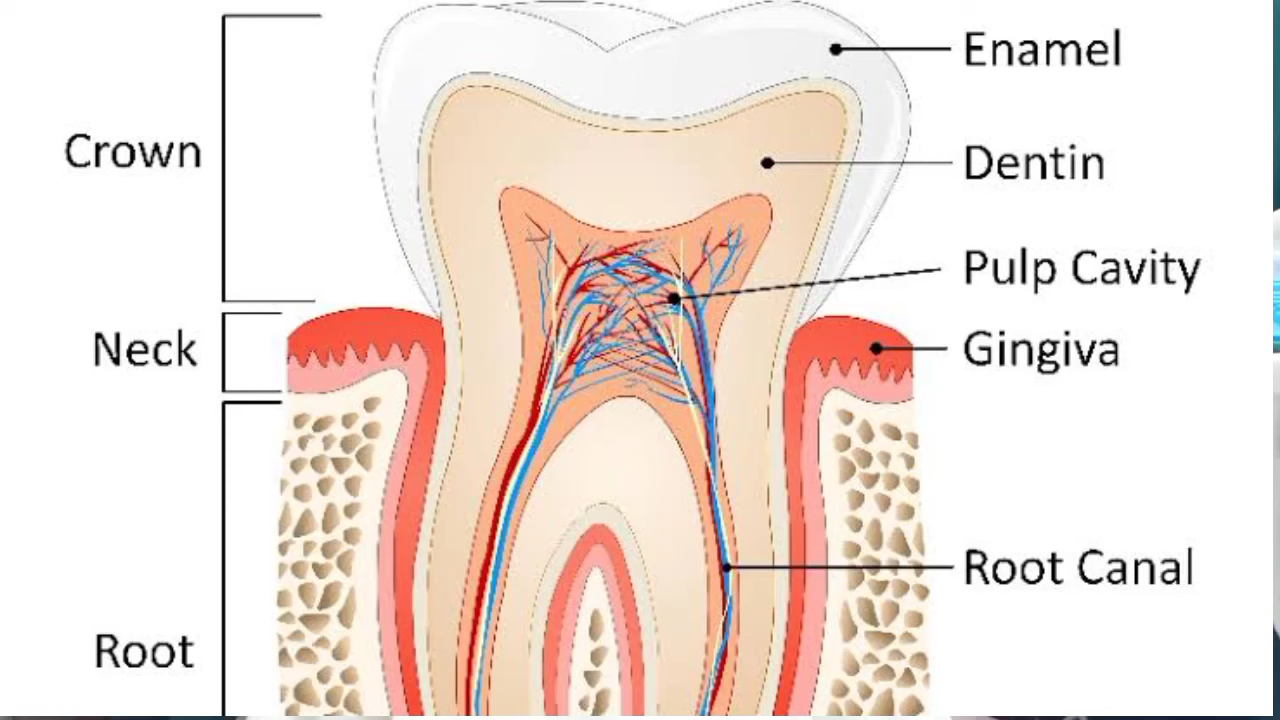 Crown
Neck
Root
Enamel
Dentin
Pulp Cavity
Gingiva
Root Canal